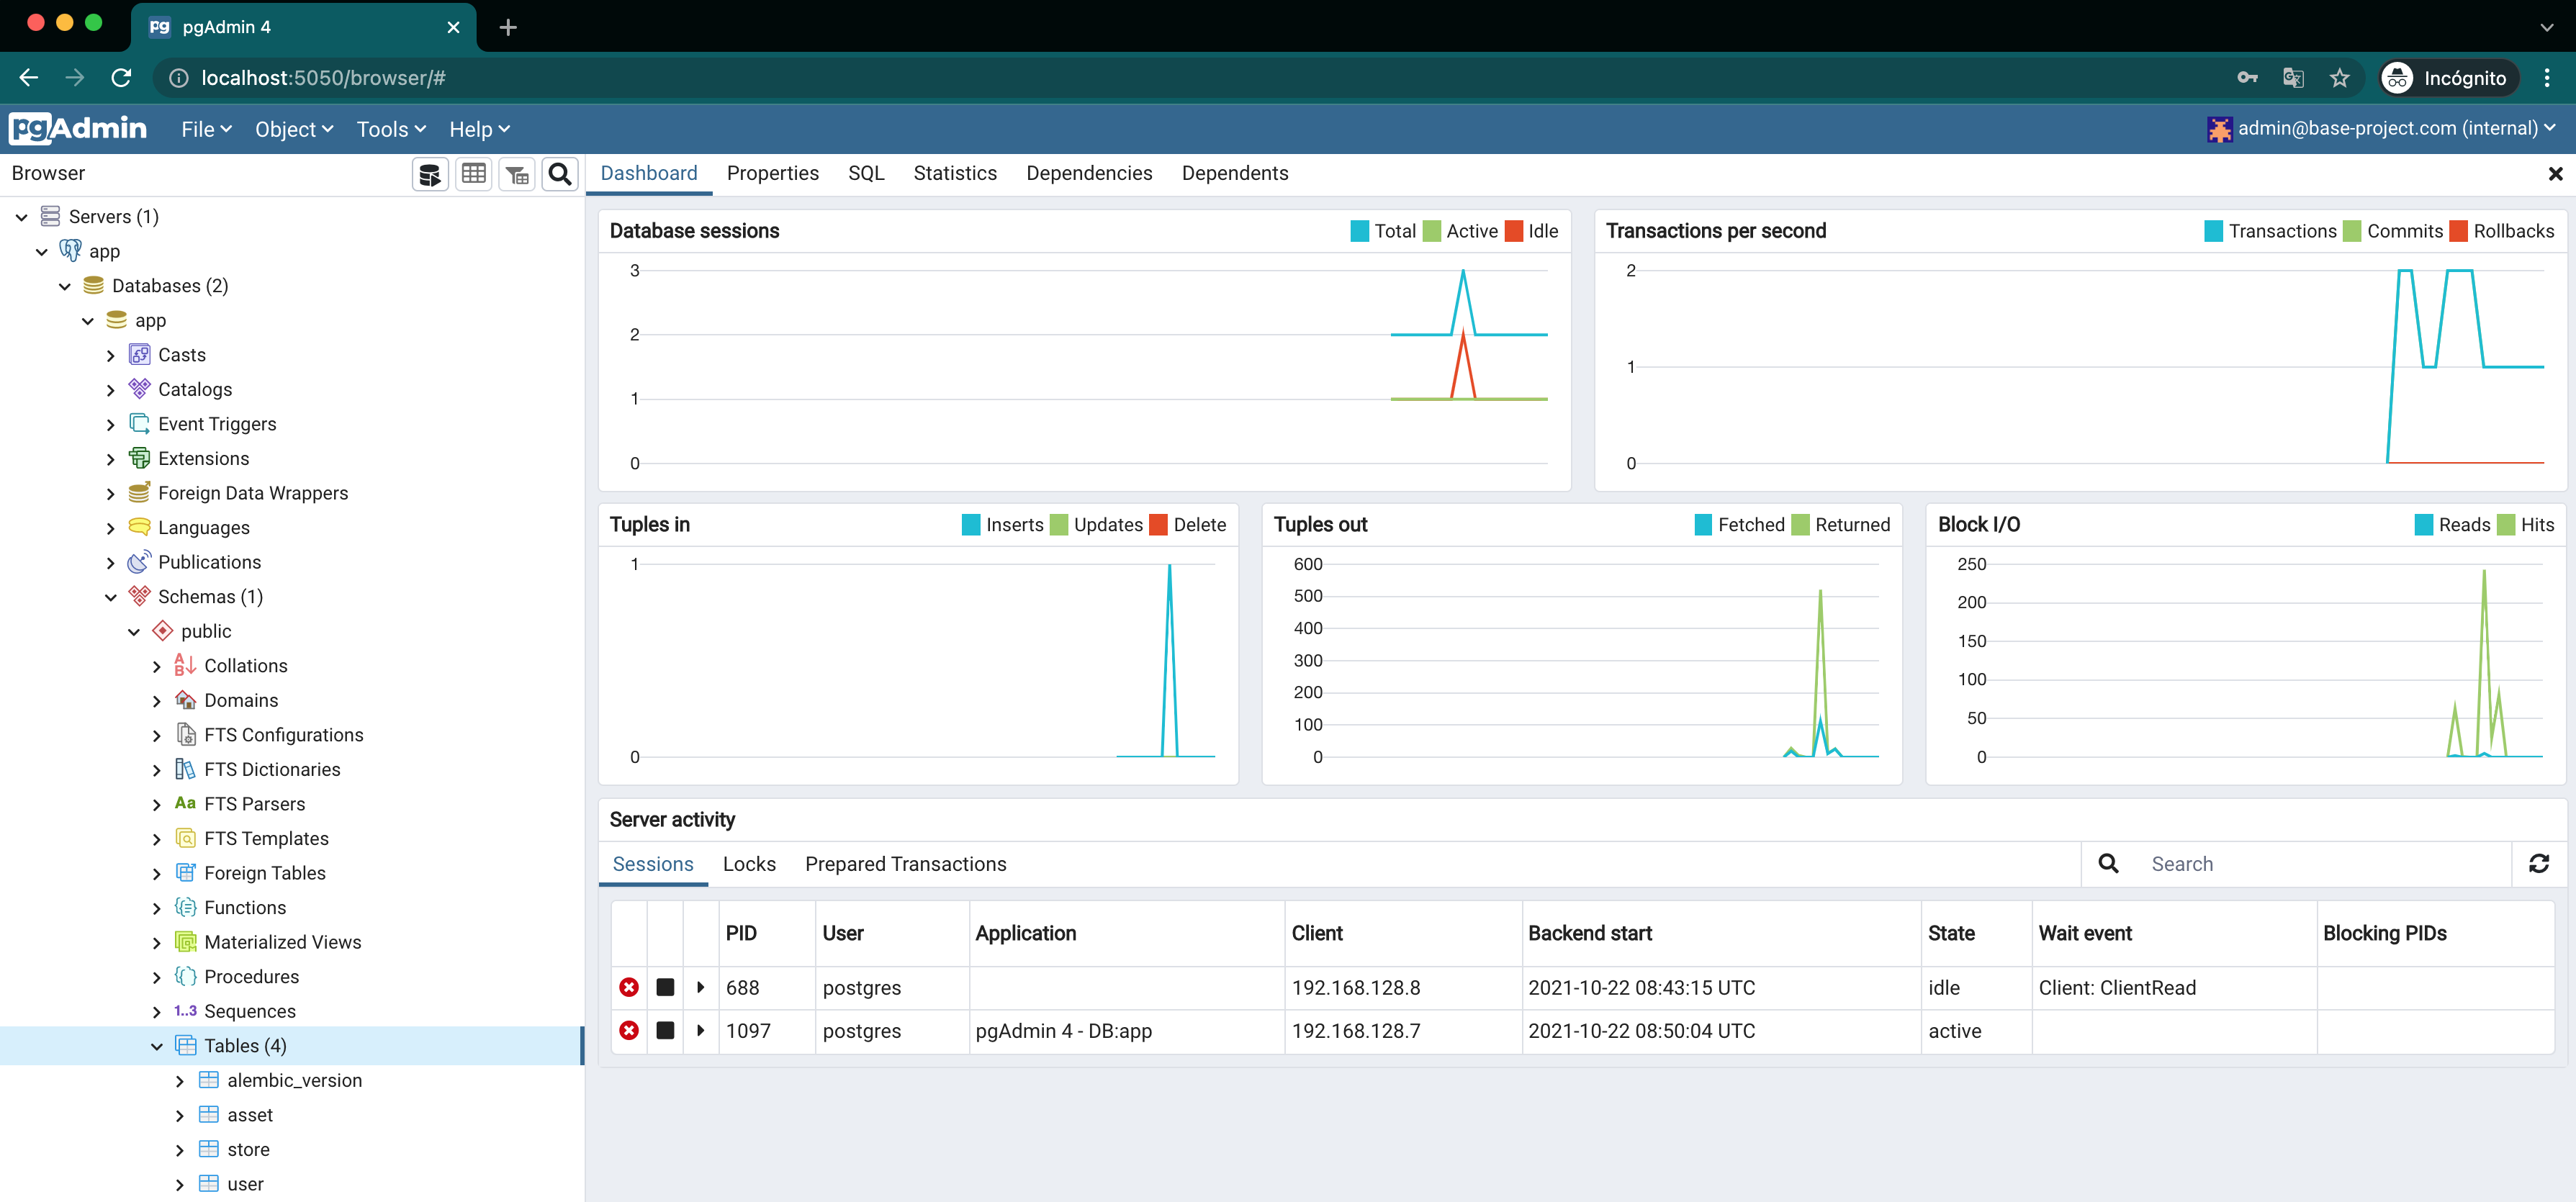 pgAdmin 4
localhost:5050/browser/#
Incógnito
pgAdmin File Object Tools Help admin@base-project.com (internal)
Browser
Dashboard Properties SQL Statistics Dependencies Dependents
Servers (1)
app
Databases (2)
app
Casts
Catalogs
Event Triggers
Extensions
Foreign Data Wrappers
Languages
Publications
Schemas (1)
public
Collations
Domains
FTS Configurations
FTS Dictionaries
Aa FTS Parsers
FTS Templates
Foreign Tables
Functions
Materialized Views
Procedures
1..3 Sequences
Tables (4)
alembic_version
asset
store
user
Database sessions Total Active Idle
3
2
1
0
Transactions per second Transactions Commits Rollbacks
2
1
0
Tuples in Inserts Updates Delete
1
0
Tuples out Fetched Returned
600
500
400
300
200
100
0
Block I/O Reads Hits
250
200
150
100
50
0
Server activity
Sessions Locks Prepared Transactions Search
PID User Application Client Backend start State Wait event Blocking PIDs
688 postgres 192.168.128.8 2021-10-22 08:43:15 UTC idle Client: ClientRead
1097 postgres pgAdmin 4 - DB:app 192.168.128.7 2021-10-22 08:50:04 UTC active